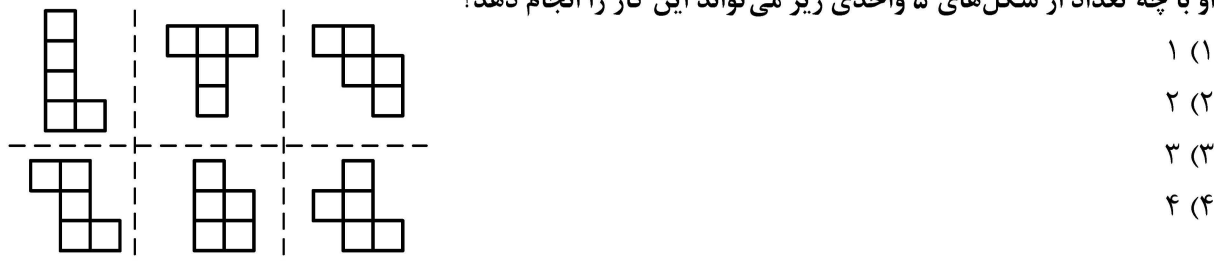 او با چه تعداد از شکل‌های ۵ واحدی زیر می‌تواند این کار را انجام دهد؟
۱) ۱
۲) ۲
۳) ۳
۴) ۴